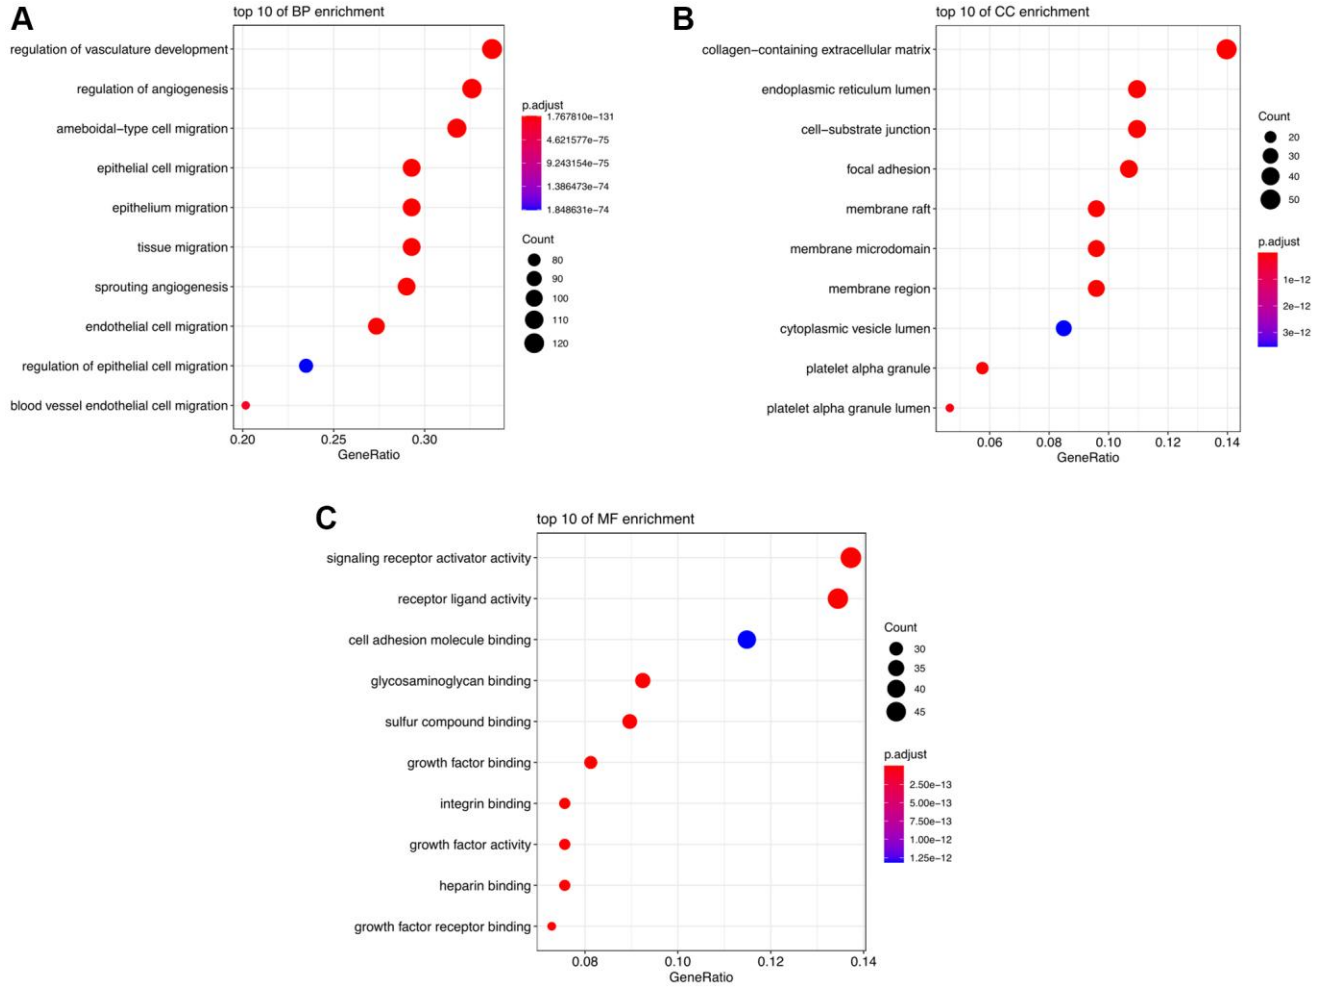 A
top 10 of BP enrichment
regulation of vasculature development
regulation of angiogenesis
ameboidal−type cell migration
epithelial cell migration
epithelium migration
tissue migration
sprouting angiogenesis
endothelial cell migration
regulation of epithelial cell migration
blood vessel endothelial cell migration
0.20 0.25 0.30
GeneRatio
p.adjust
1.767810e−131
4.621577e−75
9.243154e−75
1.386473e−74
1.848631e−74
Count
80
90
100
110
120
B
top 10 of CC enrichment
collagen−containing extracellular matrix
endoplasmic reticulum lumen
cell−substrate junction
focal adhesion
membrane raft
membrane microdomain
membrane region
cytoplasmic vesicle lumen
platelet alpha granule
platelet alpha granule lumen
0.06 0.08 0.10 0.12 0.14
GeneRatio
Count
20
30
40
50
p.adjust
1e−12
2e−12
3e−12
C
top 10 of MF enrichment
signaling receptor activator activity
receptor ligand activity
cell adhesion molecule binding
glycosaminoglycan binding
sulfur compound binding
growth factor binding
integrin binding
growth factor activity
heparin binding
growth factor receptor binding
0.08 0.10 0.12 0.14
GeneRatio
Count
30
35
40
45
p.adjust
2.50e−13
5.00e−13
7.50e−13
1.00e−12
1.25e−12